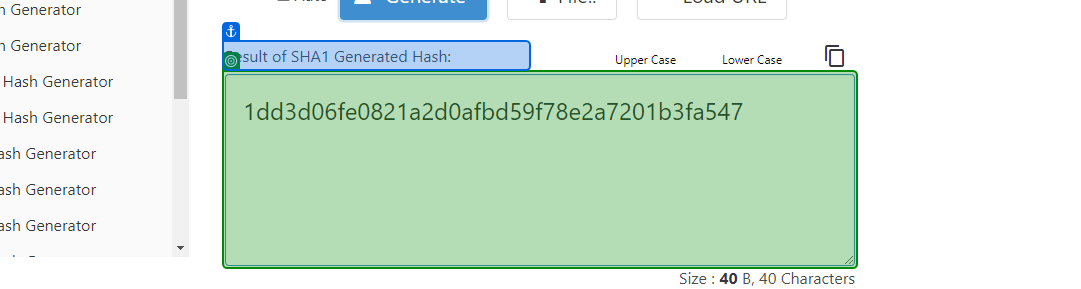 Generator
Generate
File..
Load URL
Generator
Result of SHA1 Generated Hash:
Upper Case
Lower Case
Hash Generator
1dd3d06fe0821a2d0afbd59f78e2a7201b3fa547
Hash Generator
ash Generator
ash Generator
ash Generator
Size : 40 B, 40 Characters